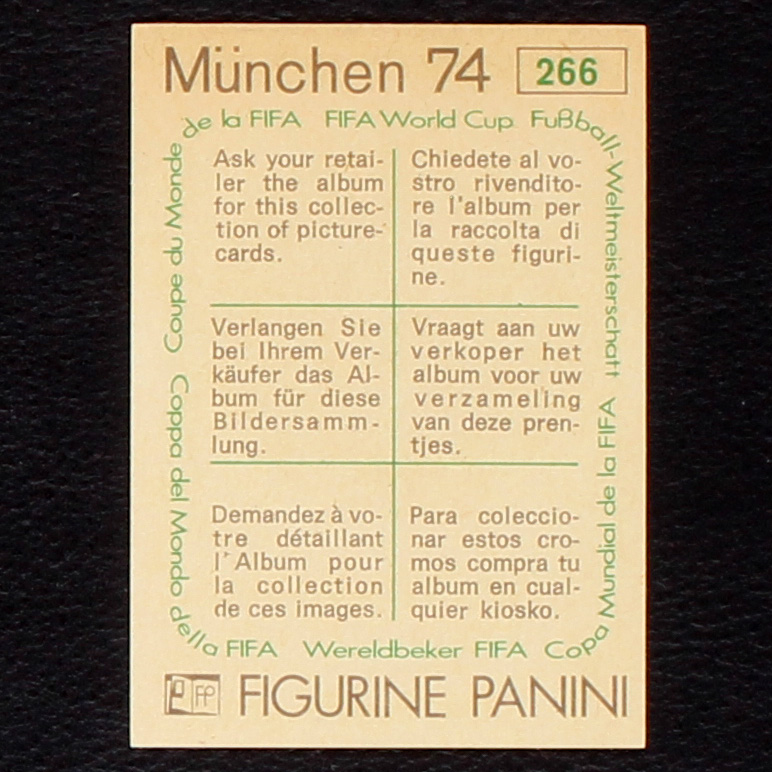 München 74 266
Coupe du Monde de la FIFA
FIFA World Cup
Fußball-Weltmeisterschaft
Ask your retai-
ler the album
for this collec-
tion of picture-
cards.
Chiedete al vo-
stro rivendito-
re l'album per
la raccolta di
queste figuri-
ne.
Verlangen Sie
bei Ihrem Ver-
käufer das Al-
bum für diese
Bildersamm-
lung.
Vraagt aan uw
verkoper het
album voor uw
verzameling
van deze pren-
tjes.
Demandez à vo-
tre détaillant
l'Album pour
la collection
de ces images.
Para coleccio-
nar estos cro-
mos compra tu
album en cual-
quier kiosko.
Coppa del Mondo della FIFA
Wereldbeker FIFA
Copa Mundial de la FIFA
FP FIGURINE PANINI